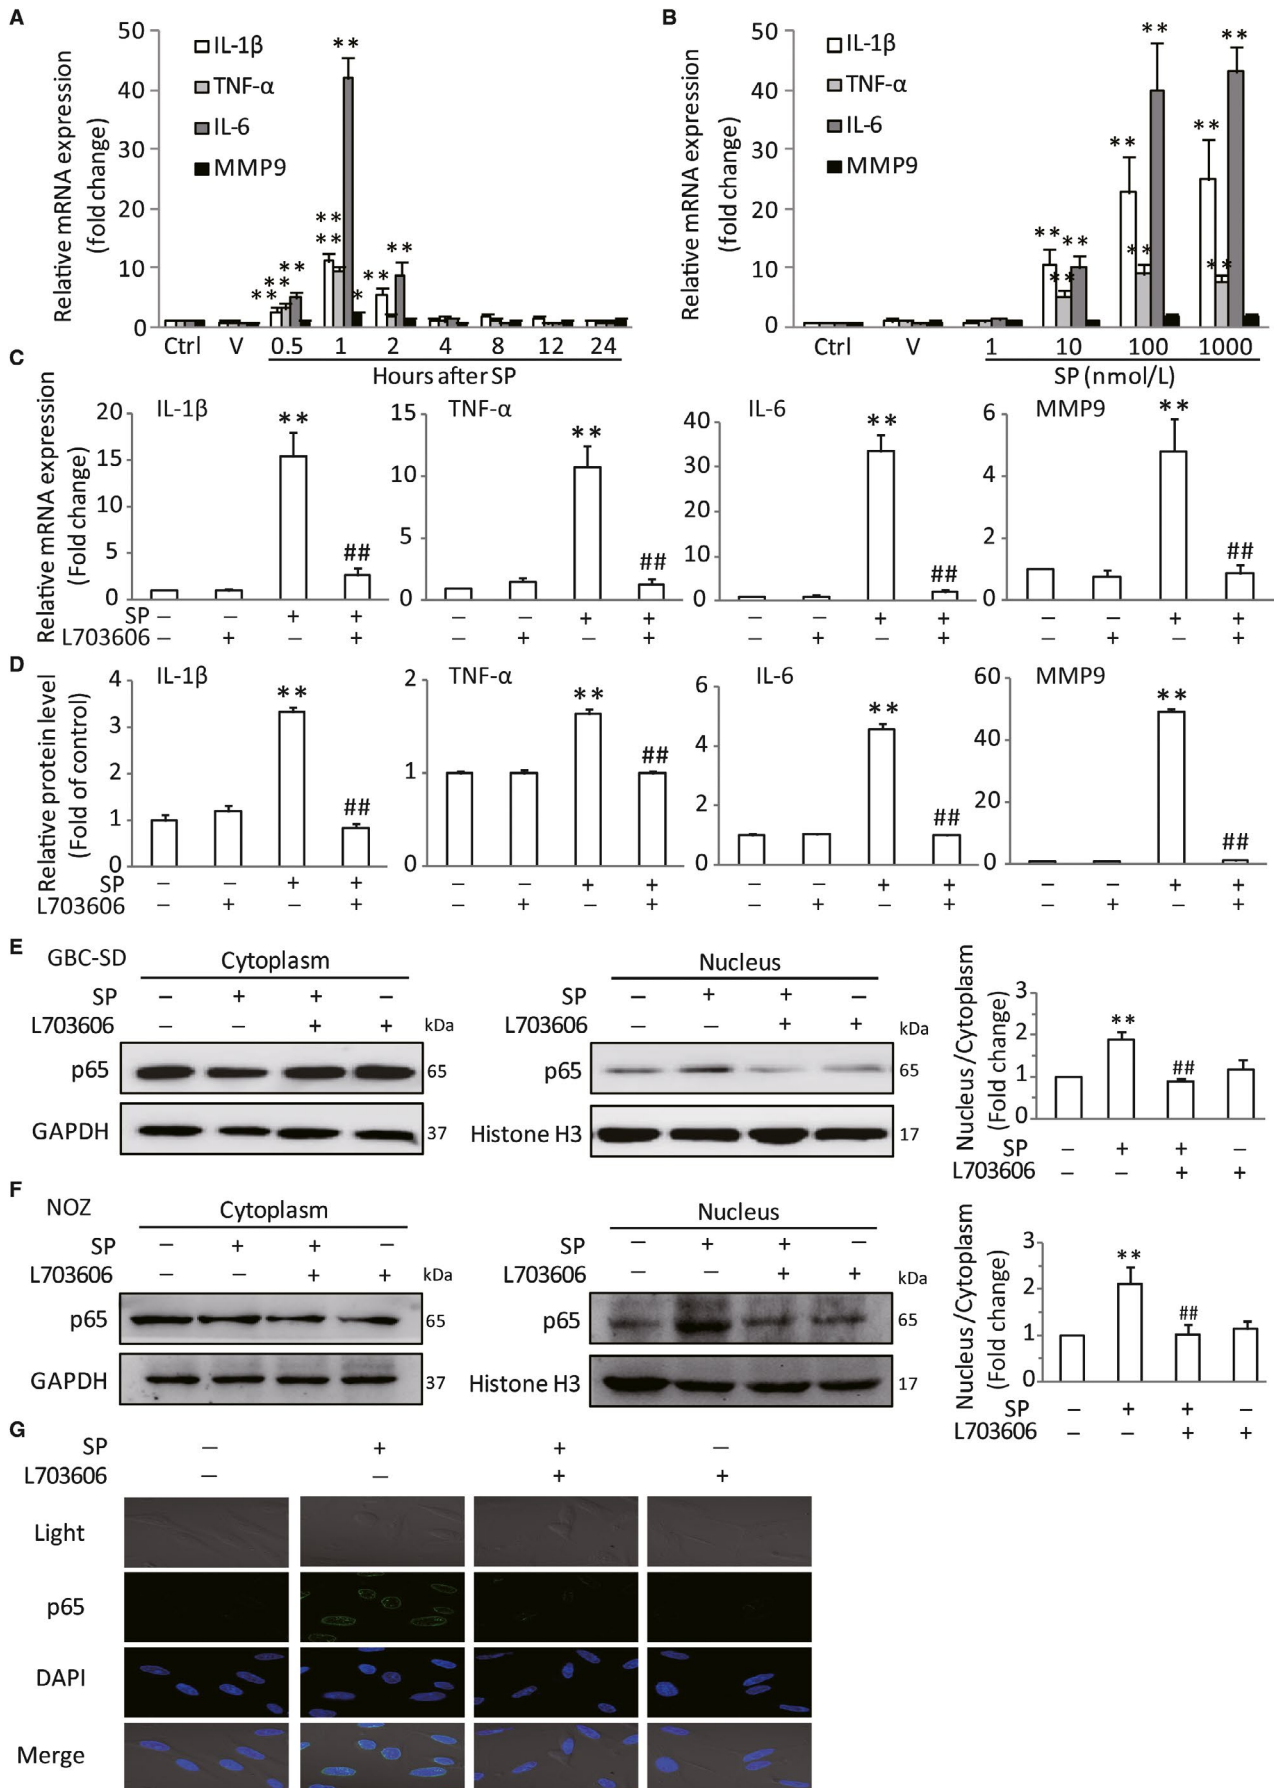 A
Relative mRNA expression
(fold change)
50
40
30
20
10
0
IL-1β
TNF-α
IL-6
MMP9
**
**
**
**
**
**
**
*
**
**
Ctrl V 0.5 1 2 4 8 12 24
Hours after SP
B
Relative mRNA expression
(fold change)
50
40
30
20
10
0
IL-1β
TNF-α
IL-6
MMP9
**
**
**
**
**
**
**
**
**
Ctrl V 1 10 100 1000
SP (nmol/L)
C
Relative mRNA expression
(Fold change)
IL-1β
20
15
10
5
0
**
##
TNF-α
15
10
5
0
**
##
IL-6
40
30
20
10
0
**
##
MMP9
6
4
2
0
**
##
SP – – + + – – + + – – + + – – + +
L703606 – + – + – + – + – + – + – + – +
D
Relative protein level
(Fold of control)
IL-1β
4
3
2
1
0
**
##
TNF-α
2
1
0
**
##
IL-6
6
4
2
0
**
##
MMP9
60
40
20
0
**
##
SP – – + + – – + + – – + + – – + +
L703606 – + – + – + – + – + – + – + – +
E
GBC-SD
Cytoplasm
SP – + + –
L703606 – – + + kDa
p65 65
GAPDH 37
Nucleus
SP – + + –
L703606 – – + + kDa
p65 65
Histone H3 17
Nucleus/Cytoplasm
(Fold change)
3
2
1
0
**
##
SP – + + –
L703606 – – + +
F
NOZ
Cytoplasm
SP – + + –
L703606 – – + + kDa
p65 65
GAPDH 37
Nucleus
SP – + + –
L703606 – – + + kDa
p65 65
Histone H3 17
Nucleus/Cytoplasm
(Fold change)
3
2
1
0
**
##
SP – + + –
L703606 – – + +
G
SP – + + –
L703606 – – + +
Light
p65
DAPI
Merge